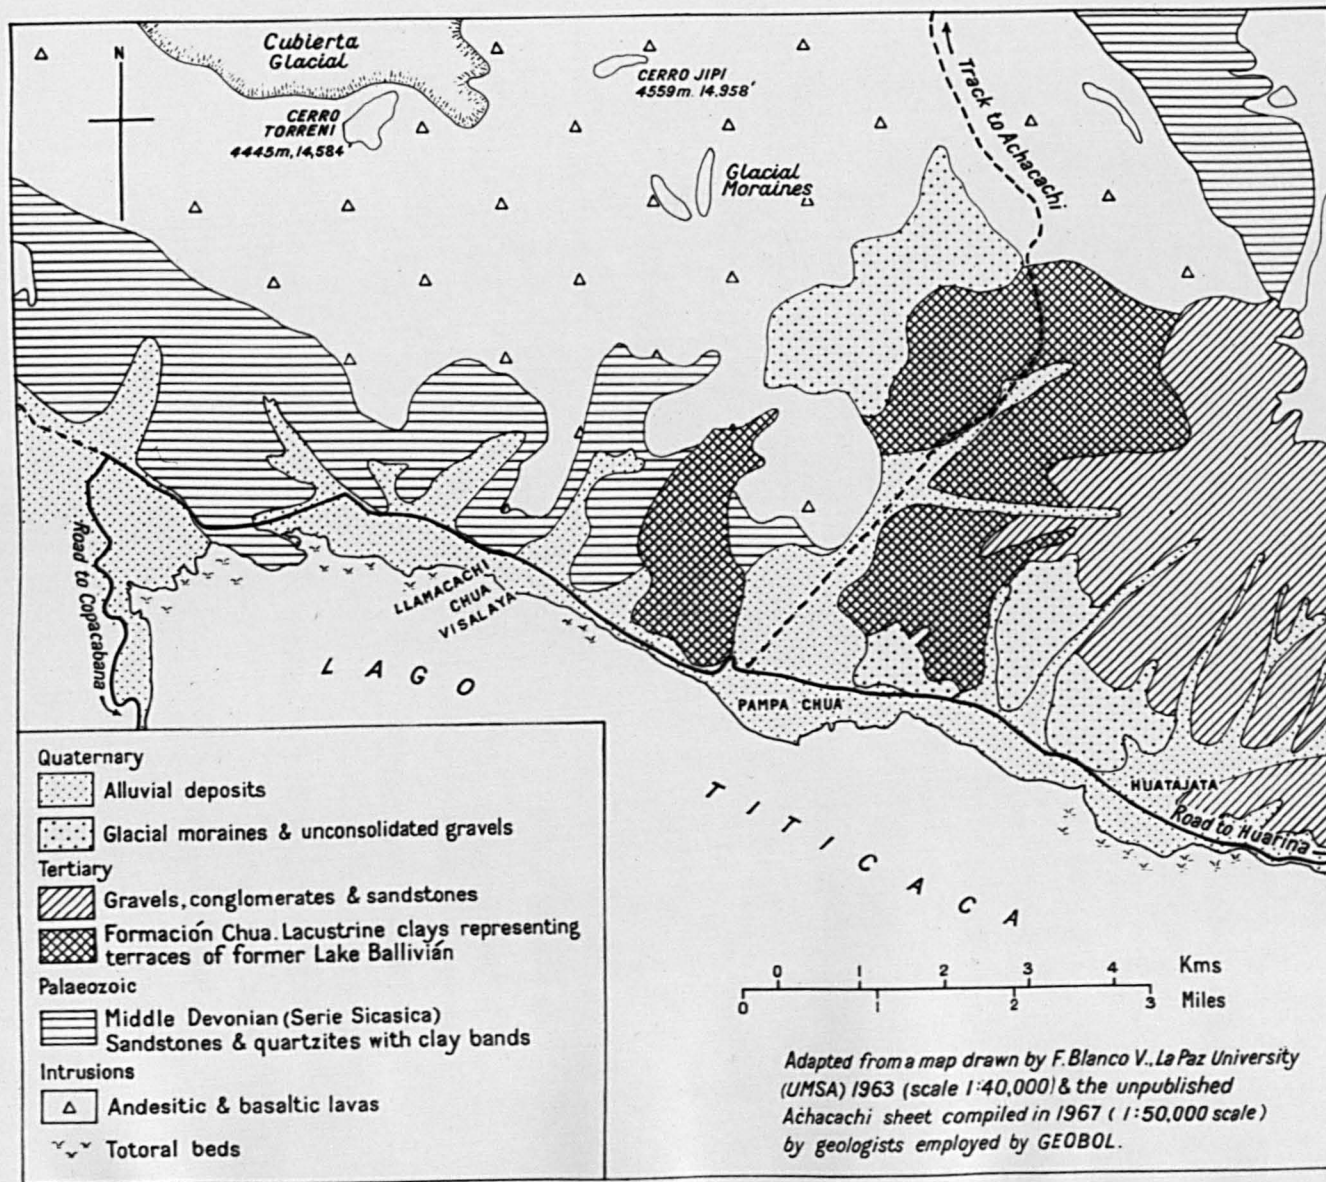 N
Cubierta
Glacial
CERRO
TORRENI
4445m, 14,584'
CERRO JIPI
4559m. 14.958'
Glacial
Moraines
Track to Achacachi
Road to Copacabana
LLAMACACHI
CHUA
VISALAYA
LAGO
TITICACA
PAMPA CHUA
HUATAJATA
Road to Huarina
Quaternary
Alluvial deposits
Glacial moraines & unconsolidated gravels
Tertiary
Gravels, conglomerates & sandstones
Formación Chua. Lacustrine clays representing
terraces of former Lake Ballivián
Palaeozoic
Middle Devonian (Serie Sicasica)
Sandstones & quartzites with clay bands
Intrusions
Andesitic & basaltic lavas
Totoral beds
0 1 2 3 4 Kms
0 1 2 3 Miles
Adapted from a map drawn by F. Blanco V., La Paz University
(UMSA) 1963 (scale 1:40,000) & the unpublished
Achacachi sheet compiled in 1967 (1:50,000 scale)
by geologists employed by GEOBOL.